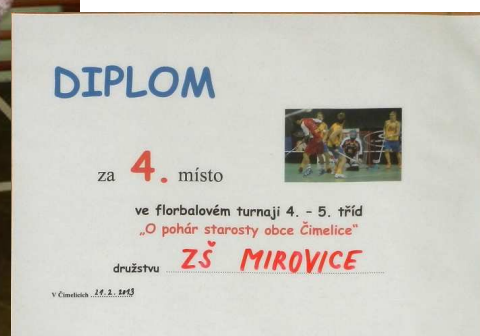 DIPLOM
za 4. místo
ve florbalovém turnaji 4. - 5. tříd
„O pohár starosty obce Čimelice“
družstvu ZŠ MIROVICE
V Čimelicích 21.2.2013